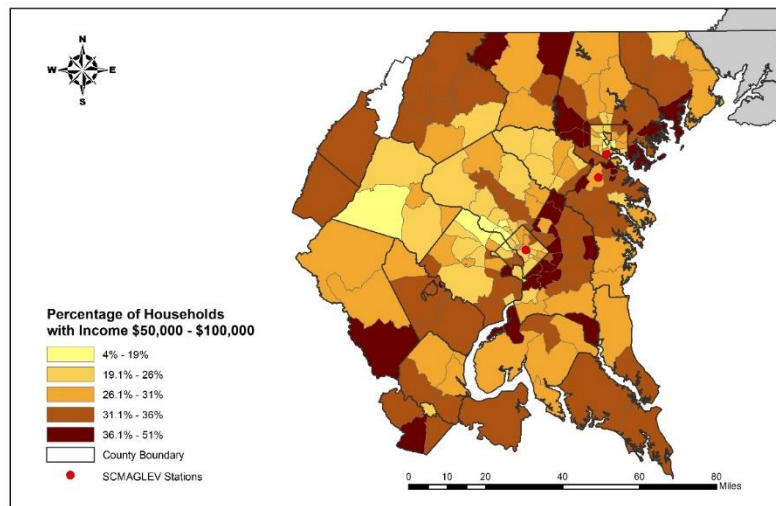 N
W E
S
Percentage of Households
with Income $50,000 - $100,000
4% - 19%
19.1% - 26%
26.1% - 31%
31.1% - 36%
36.1% - 51%
County Boundary
SCMAGLEV Stations
0 20 40 60 80
Miles